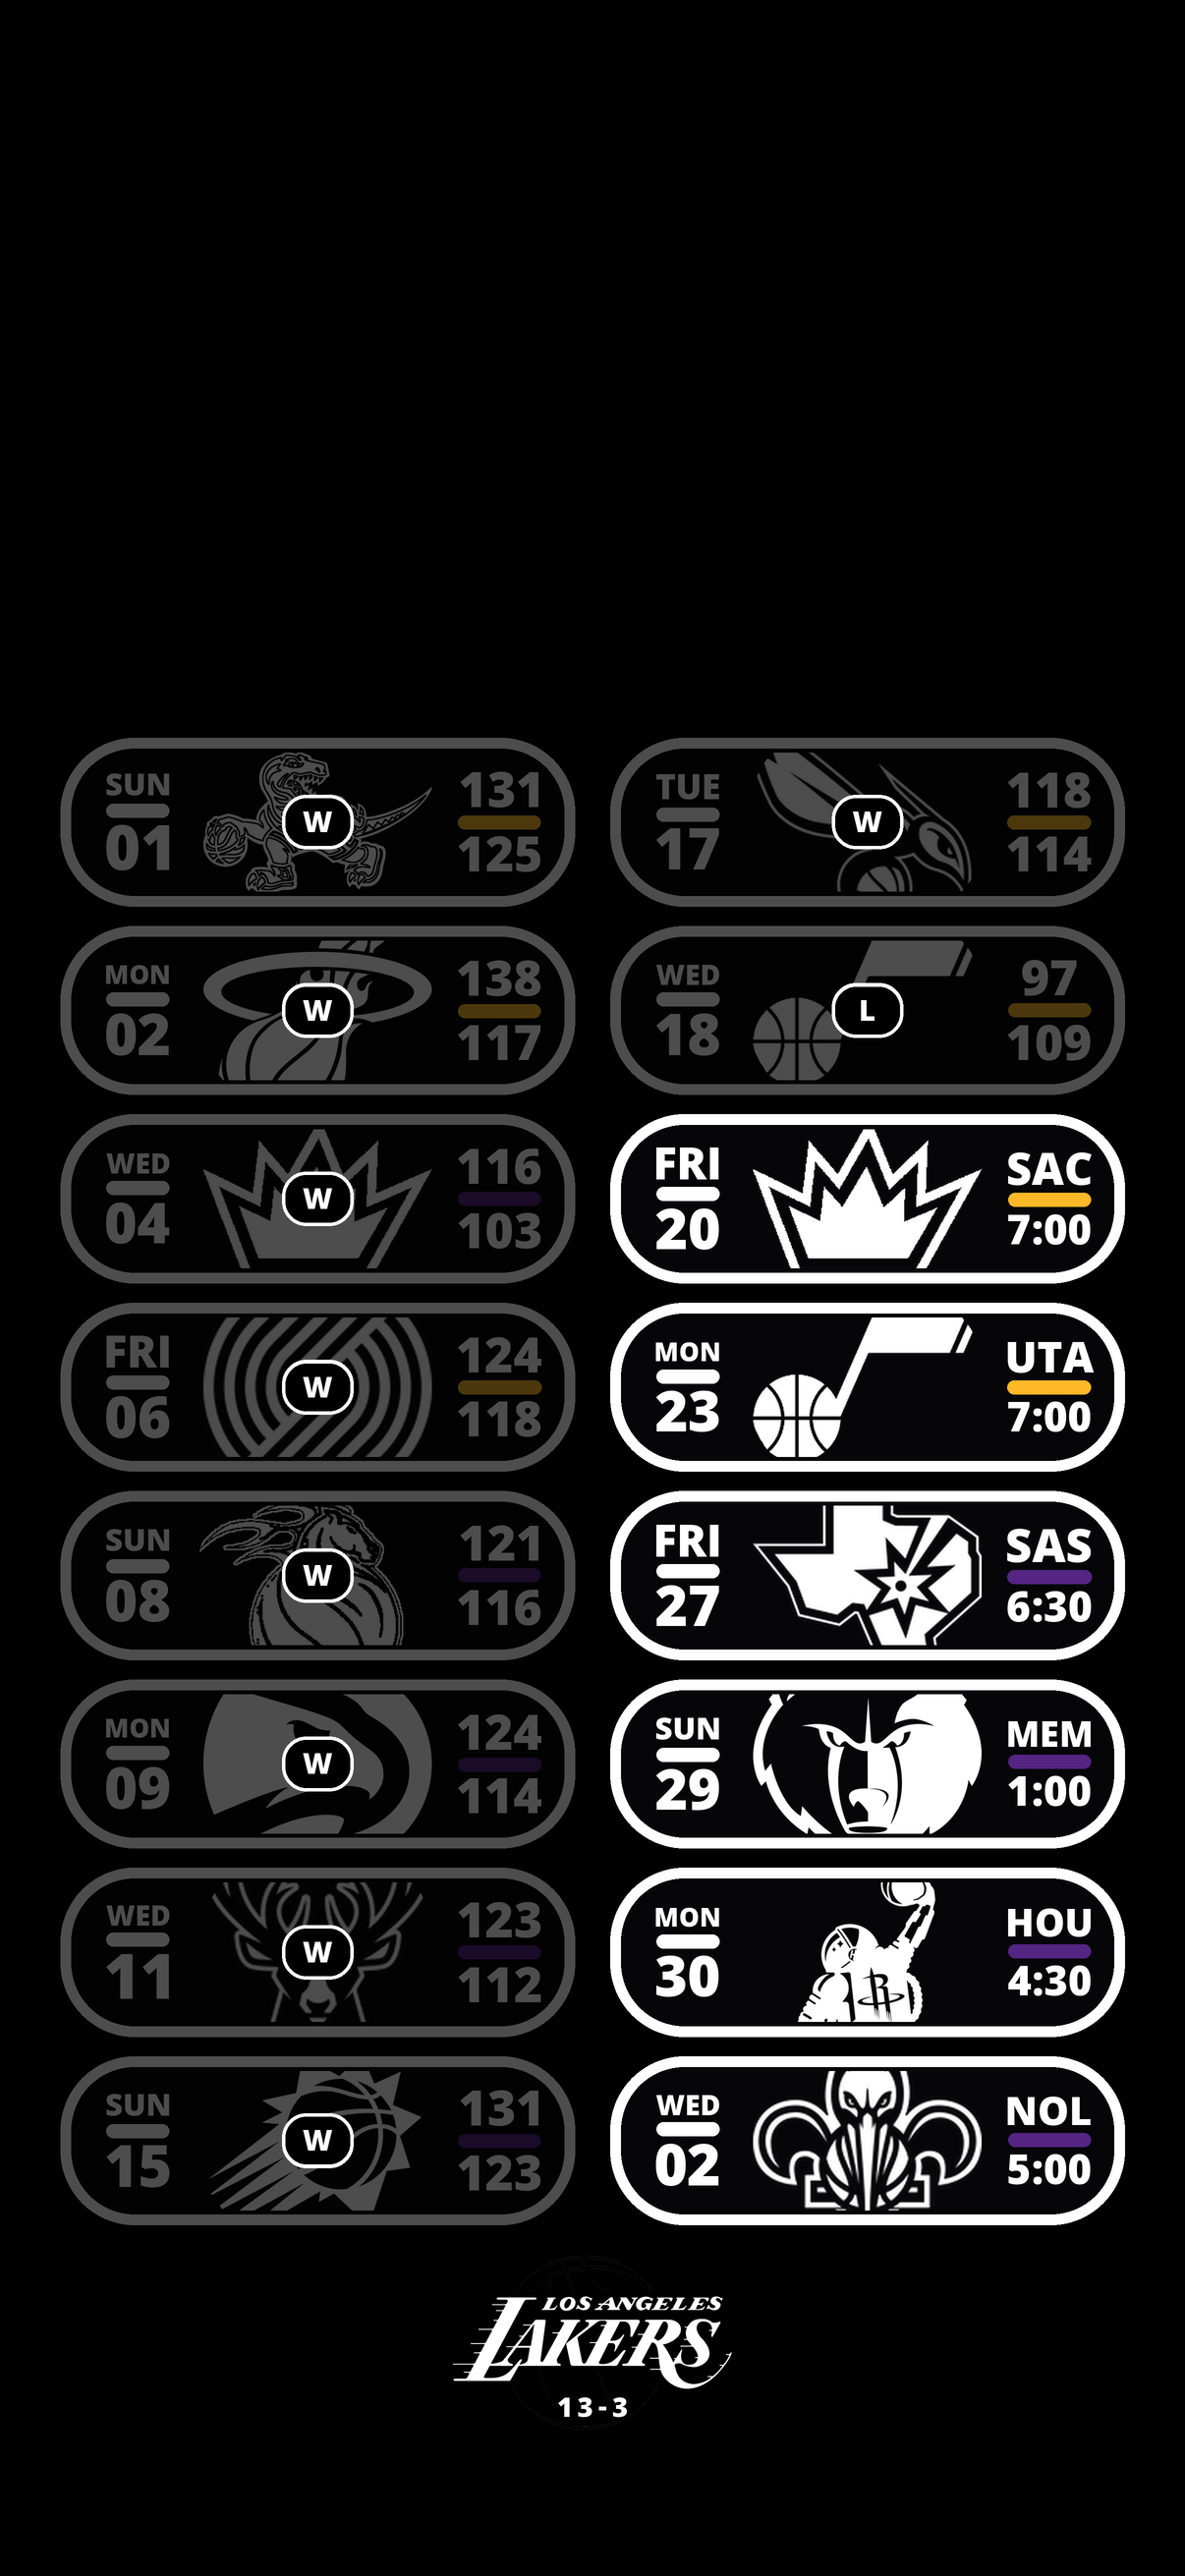 SUN
01
W
131
125
MON
02
W
138
117
WED
04
W
116
103
FRI
06
W
124
118
SUN
08
W
121
116
MON
09
W
124
114
WED
11
W
123
112
SUN
15
W
131
123
TUE
17
W
118
114
WED
18
L
97
109
FRI
20
SAC
7:00
MON
23
UTA
7:00
FRI
27
SAS
6:30
SUN
29
MEM
1:00
MON
30
R
HOU
4:30
WED
02
NOL
5:00
LOS ANGELES
LAKERS
13-3